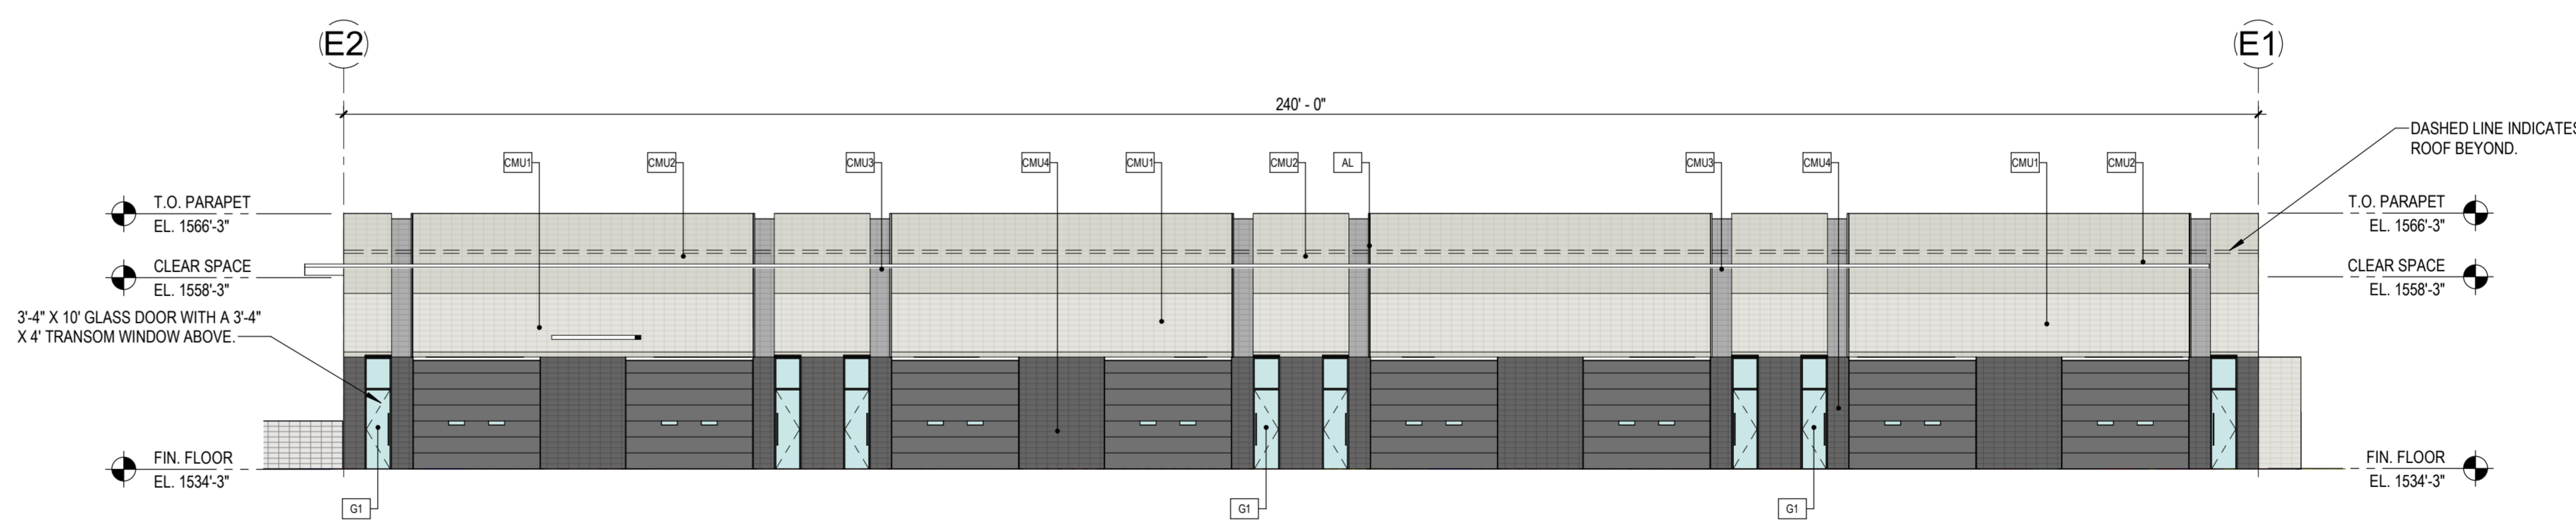 (E2)
(E1)
240' - 0"
DASHED LINE INDICATES
ROOF BEYOND.
CMU1
CMU2
CMU3
CMU4
CMU1
CMU2
AL
CMU3
CMU4
CMU1
CMU2
T.O. PARAPET
EL. 1566'-3"
T.O. PARAPET
EL. 1566'-3"
CLEAR SPACE
EL. 1558'-3"
CLEAR SPACE
EL. 1558'-3"
3'-4" X 10' GLASS DOOR WITH A 3'-4"
X 4' TRANSOM WINDOW ABOVE.
FIN. FLOOR
EL. 1534'-3"
FIN. FLOOR
EL. 1534'-3"
G1
G1
G1